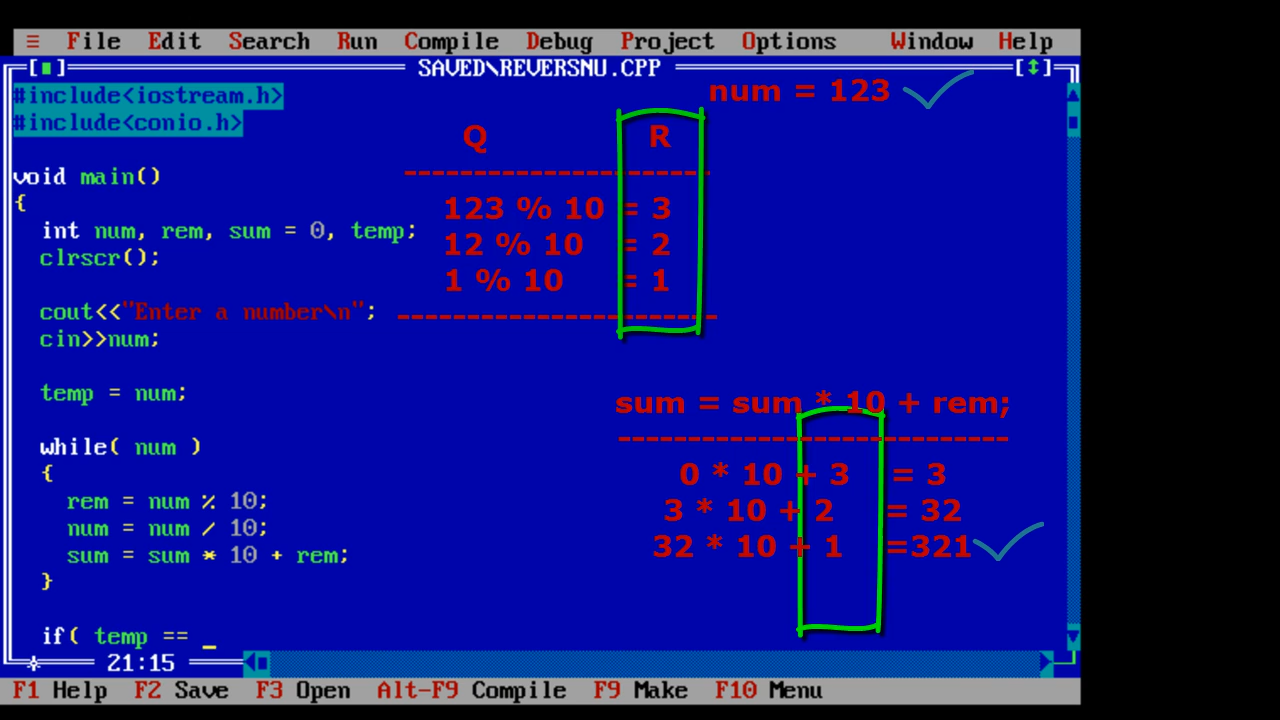 ≡ File Edit Search Run Compile Debug Project Options Window Help
[■] SAVED\REVERSNU.CPP [↕]
#include<iostream.h>
#include<conio.h>
void main()
{
int num, rem, sum = 0, temp;
clrscr();
cout<<"Enter a number\n";
cin>>num;
temp = num;
while( num )
{
rem = num % 10;
num = num / 10;
sum = sum * 10 + rem;
}
if( temp == _
num = 123
Q R
-----------------------
123 % 10 = 3
12 % 10 = 2
1 % 10 = 1
------------------------
sum = sum * 10 + rem;
-----------------------------
0 * 10 + 3 = 3
3 * 10 + 2 = 32
32 * 10 + 1 =321
21:15
F1 Help F2 Save F3 Open Alt-F9 Compile F9 Make F10 Menu